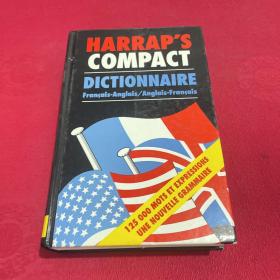 HARRAP'S
COMPACT
DICTIONNAIRE
Français-Anglais/Anglais-Français
125 000 MOTS ET EXPRESSIONS
UNE NOUVELLE GRAMMAIRE